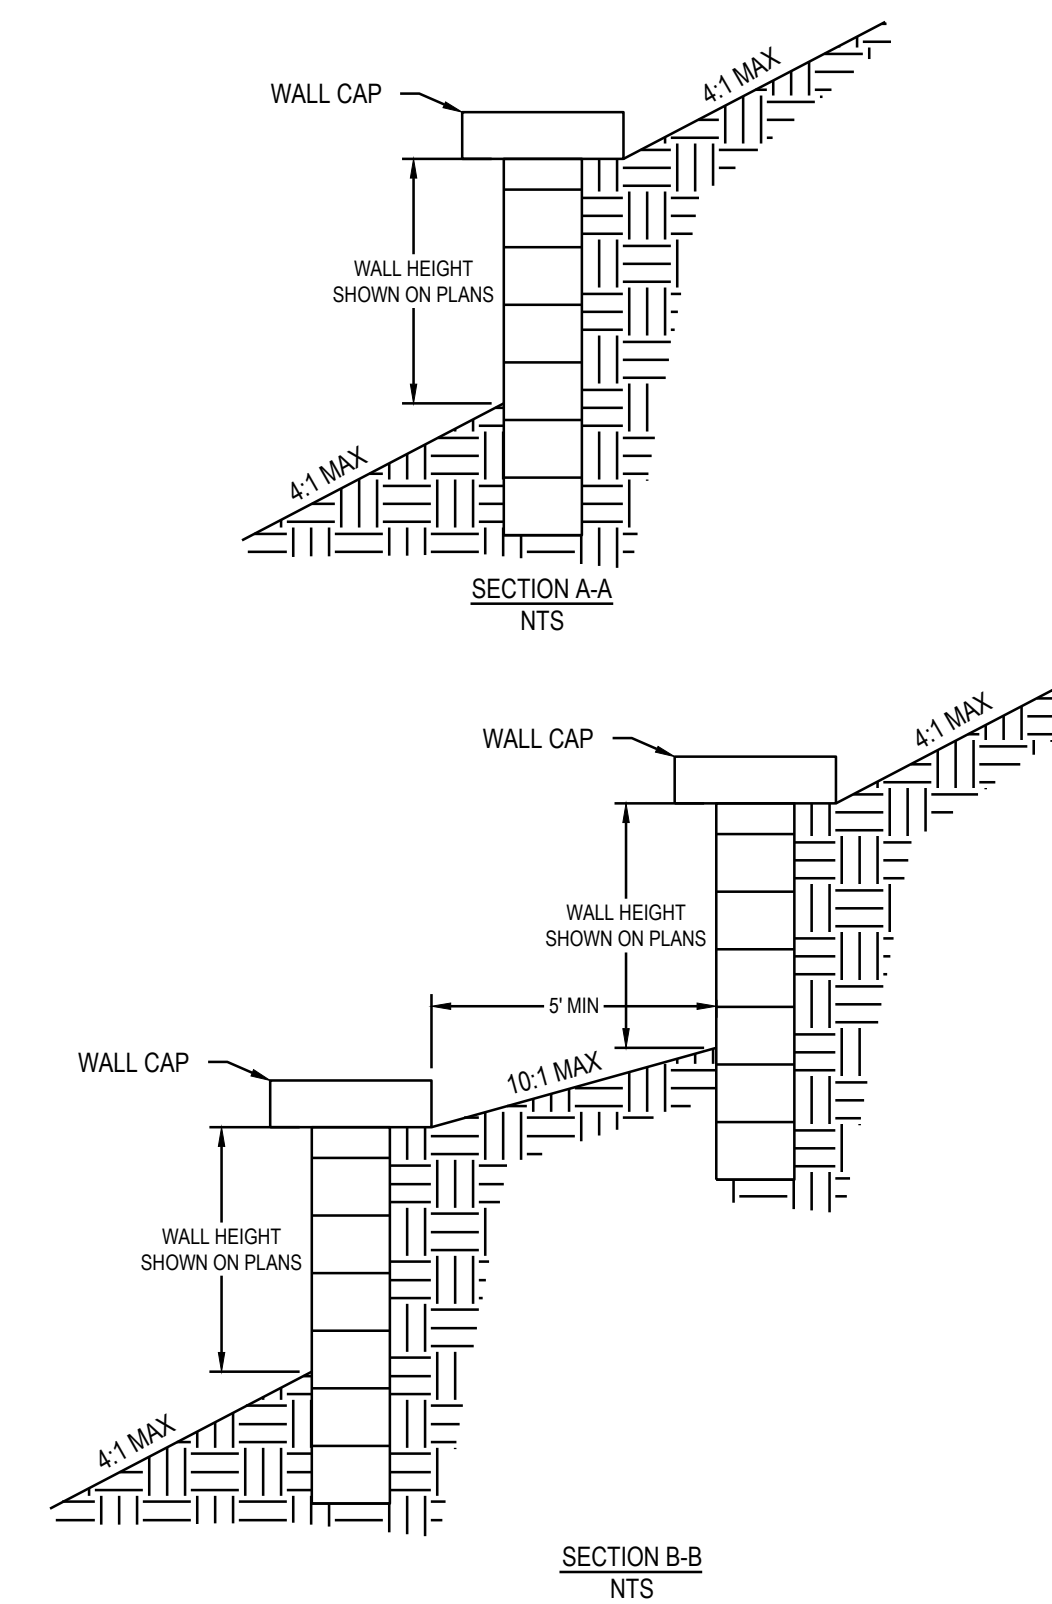 4:1 MAX
WALL CAP
WALL HEIGHT
SHOWN ON PLANS
4:1 MAX
SECTION A-A
NTS
4:1 MAX
WALL CAP
WALL HEIGHT
SHOWN ON PLANS
5' MIN
10:1 MAX
WALL CAP
WALL HEIGHT
SHOWN ON PLANS
4:1 MAX
SECTION B-B
NTS